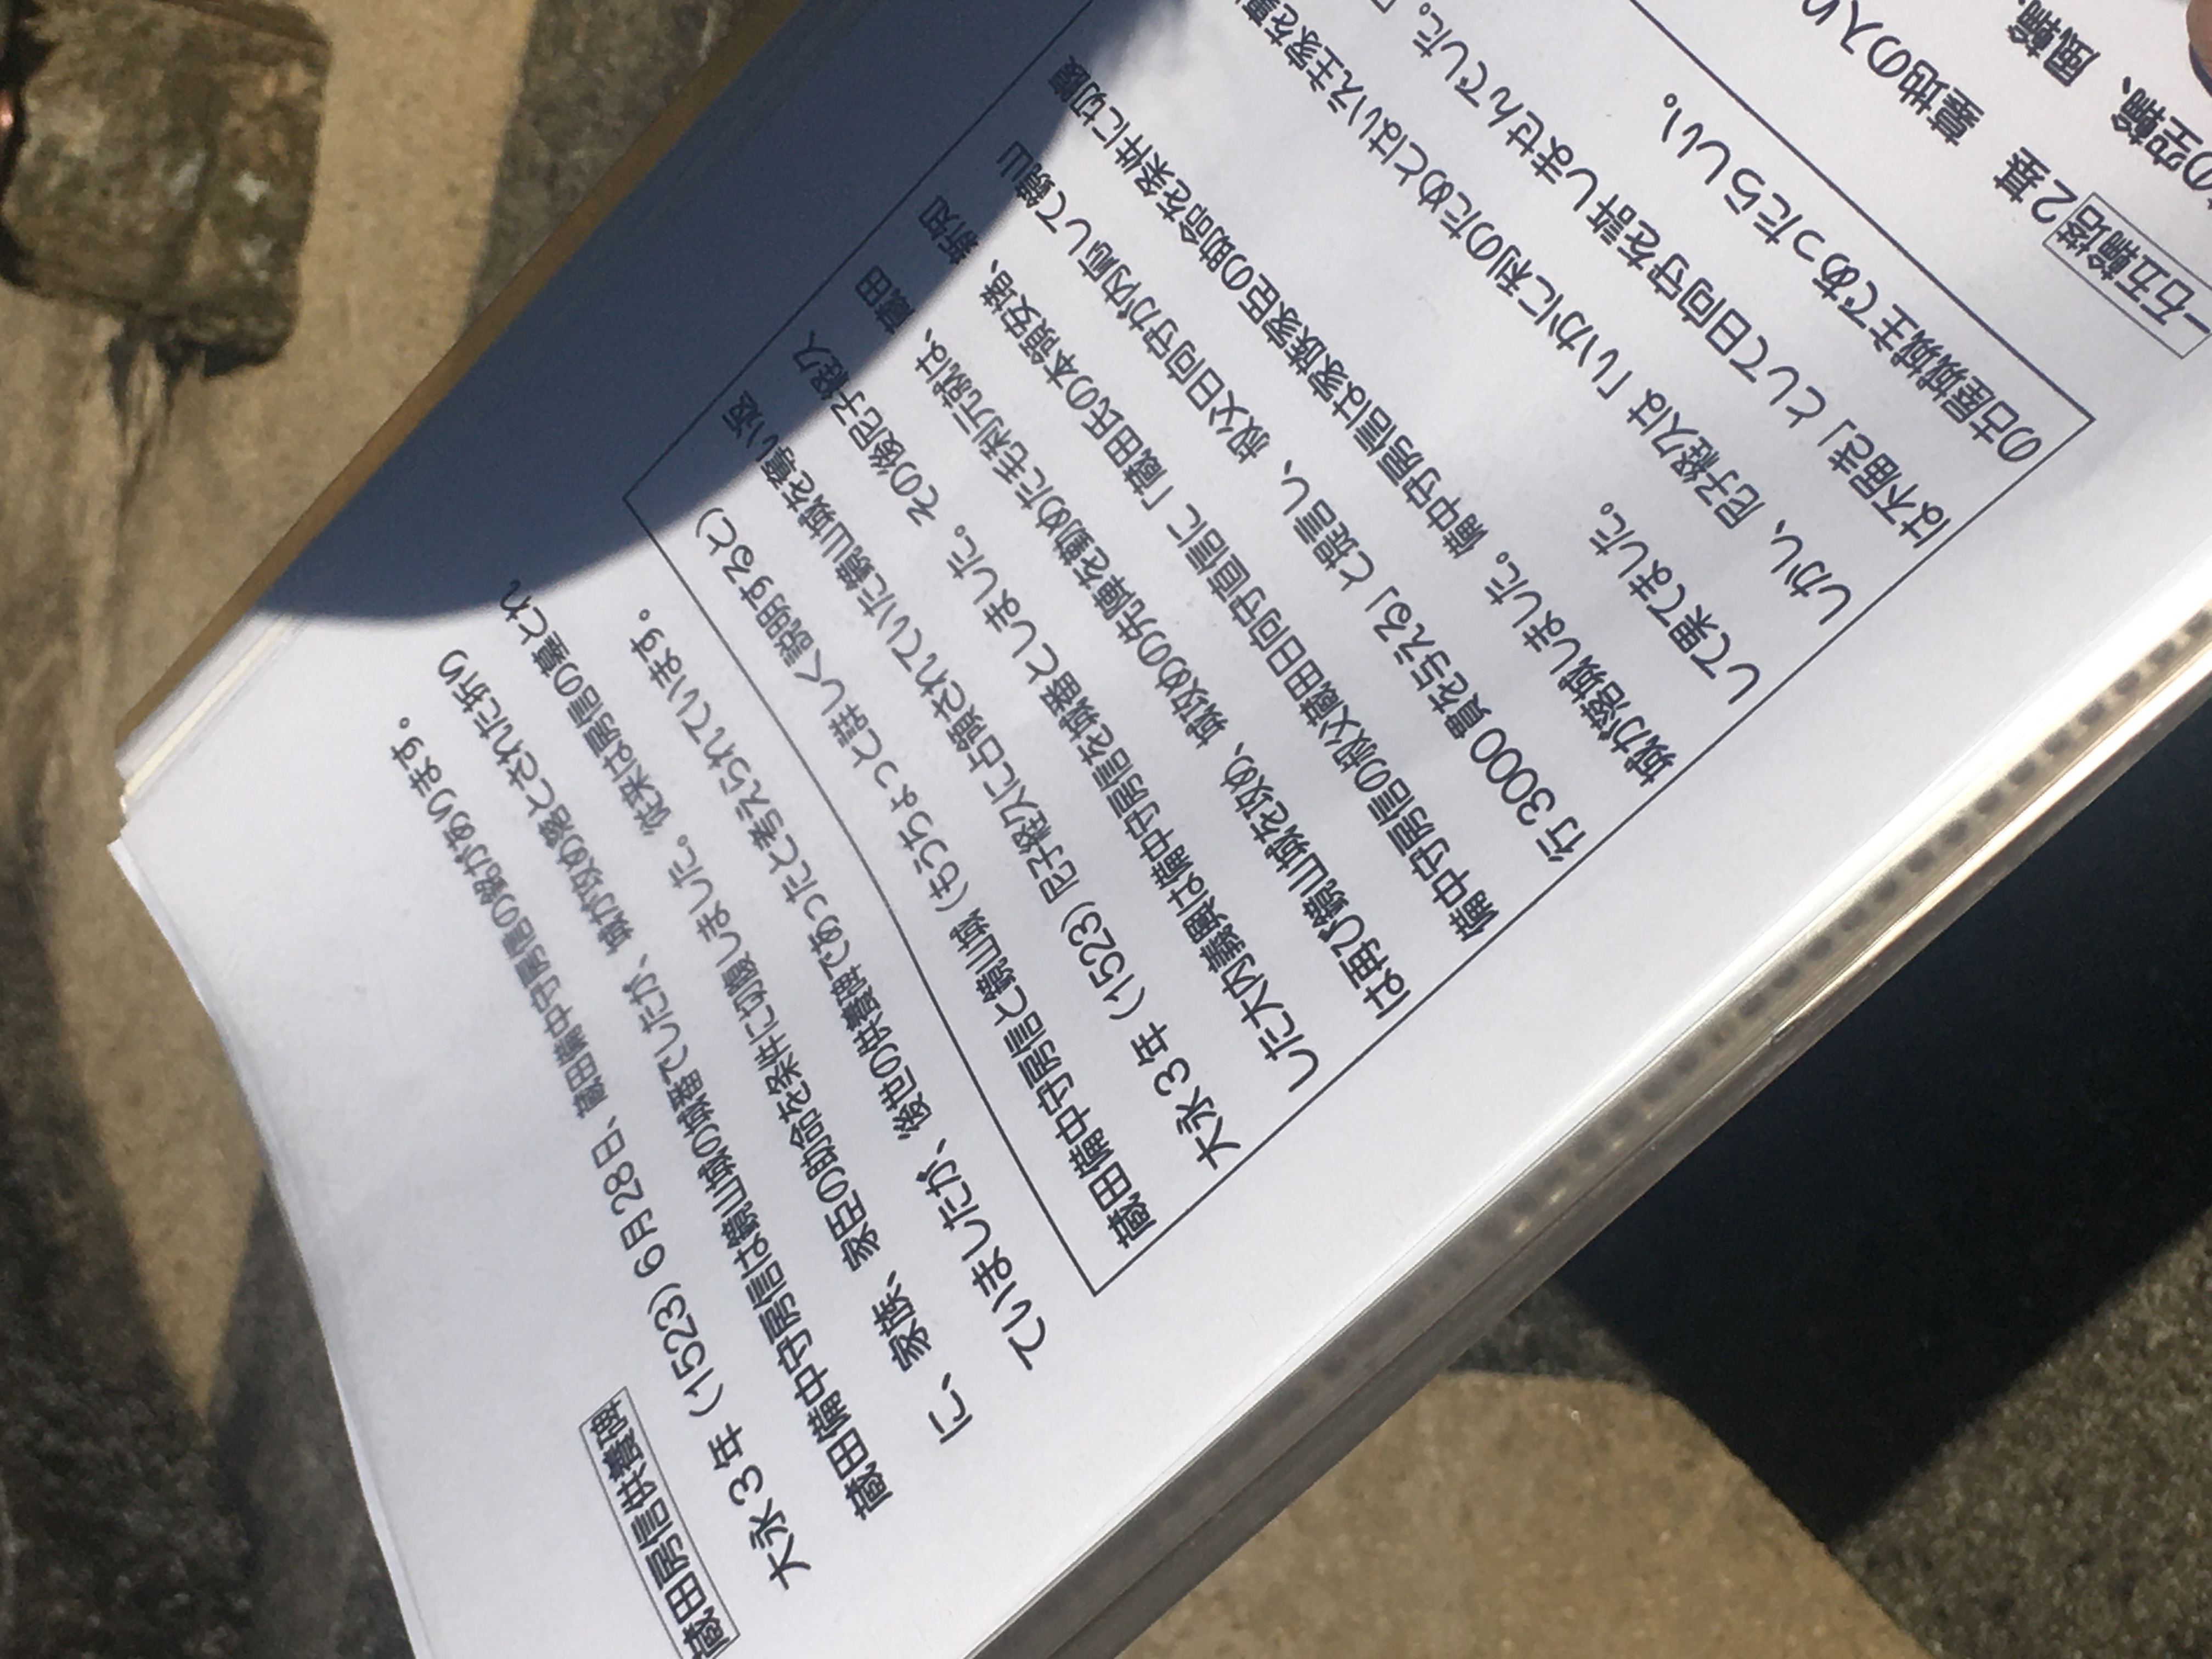 蔵田房信供養碑
大永3年（1523）6月28日、蔵田備中守房信の銘があります。
蔵田備中守房信は鏡山城の城番でしたが、城が攻め落とされた折り
に、家族、家臣の助命を条件に切腹しました。従来は房信の墓とれ
ていましたが、後世の供養碑であったと考えられています。
蔵田備中守房信と鏡山城（もうちょっと詳しく説明すると）
大永3年（1523）尼子経久に占領されていた鏡山城を奪い返
した大内義興は備中守房信を城番としました。その後尼子経久
は再び鏡山城を攻め、城攻めの先陣を勤めた毛利元就は、蔵田
備中守房信の叔父蔵田日向守直信に「蔵田氏の本領安堵、新知
行3000貫を与える」と提言し、叔父日向守が内応して鏡山
城が落城しました。備中守房信は家族家臣の助命を条件に切腹
して果てました。
しかし、尼子経久は「いかに利のためとはいえ主家を裏
は不届き」として日向守を許しませんでした。
の古屋城城主であったらしい。
一石五輪塔2基　墓地の入り
の空輪、風輪、